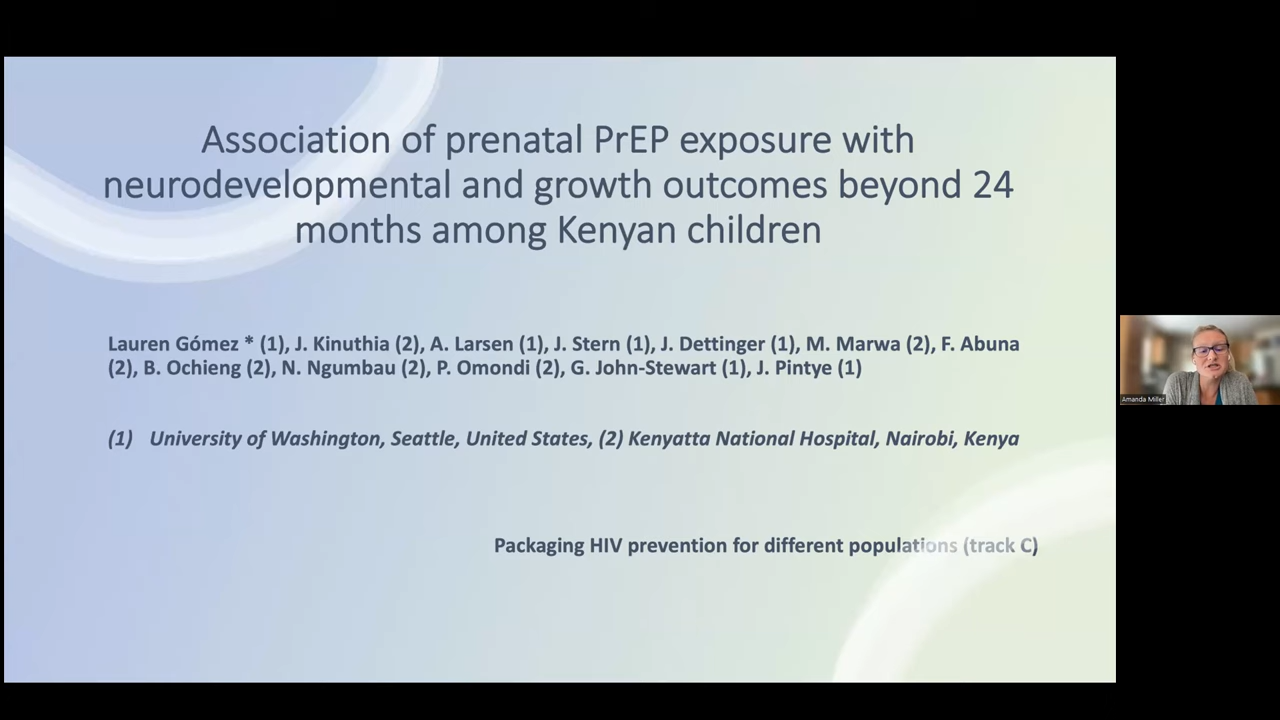 Association of prenatal PrEP exposure with
neurodevelopmental and growth outcomes beyond 24
months among Kenyan children
Lauren Gómez * (1), J. Kinuthia (2), A. Larsen (1), J. Stern (1), J. Dettinger (1), M. Marwa (2), F. Abuna
(2), B. Ochieng (2), N. Ngumbau (2), P. Omondi (2), G. John-Stewart (1), J. Pintye (1)
(1) University of Washington, Seattle, United States, (2) Kenyatta National Hospital, Nairobi, Kenya
Packaging HIV prevention for different populations (track C)
Amanda Miller